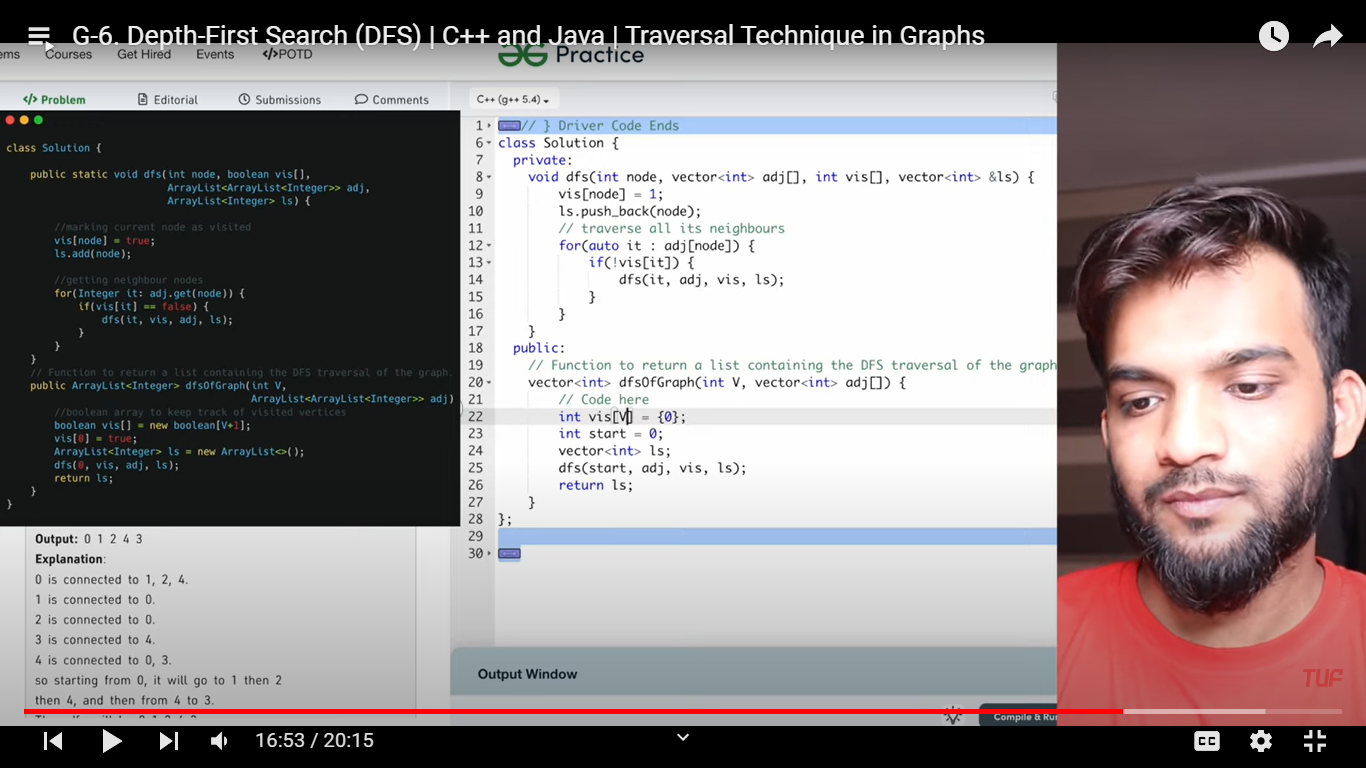 G-6. Depth-First Search (DFS) | C++ and Java | Traversal Technique in Graphs
ems Courses Get Hired Events </>POTD
Practice
</> Problem Editorial Submissions Comments
C++ (g++ 5.4)
class Solution {
public static void dfs(int node, boolean vis[],
ArrayList<ArrayList<Integer>> adj,
ArrayList<Integer> ls) {
//marking current node as visited
vis[node] = true;
ls.add(node);
//getting neighbour nodes
for(Integer it: adj.get(node)) {
if(vis[it] == false) {
dfs(it, vis, adj, ls);
}
}
}
// Function to return a list containing the DFS traversal of the graph.
public ArrayList<Integer> dfsOfGraph(int V,
ArrayList<ArrayList<Integer>> adj)
//boolean array to keep track of visited vertices
boolean vis[] = new boolean[V+1];
vis[0] = true;
ArrayList<Integer> ls = new ArrayList<>();
dfs(0, vis, adj, ls);
return ls;
}
}
Output: 0 1 2 4 3
Explanation:
0 is connected to 1, 2, 4.
1 is connected to 0.
2 is connected to 0.
3 is connected to 4.
4 is connected to 0, 3.
so starting from 0, it will go to 1 then 2
then 4, and then from 4 to 3.
1 // } Driver Code Ends
6 class Solution {
7 private:
8 void dfs(int node, vector<int> adj[], int vis[], vector<int> &ls) {
9 vis[node] = 1;
10 ls.push_back(node);
11 // traverse all its neighbours
12 for(auto it : adj[node]) {
13 if(!vis[it]) {
14 dfs(it, adj, vis, ls);
15 }
16 }
17 }
18 public:
19 // Function to return a list containing the DFS traversal of the graph
20 vector<int> dfsOfGraph(int V, vector<int> adj[]) {
21 // Code here
22 int vis[V] = {0};
23 int start = 0;
24 vector<int> ls;
25 dfs(start, adj, vis, ls);
26 return ls;
27 }
28 };
29
30
Output Window
Compile & Run
TUF
16:53 / 20:15
CC